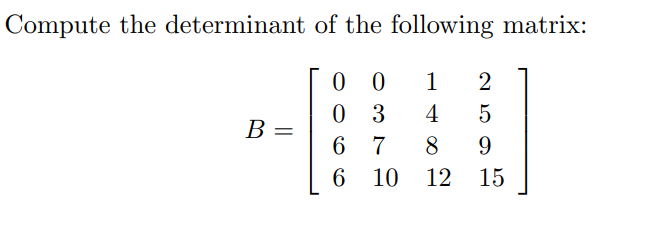 Compute the determinant of the following matrix:
B = [ 0 0 1 2
0 3 4 5
6 7 8 9
6 10 12 15 ]